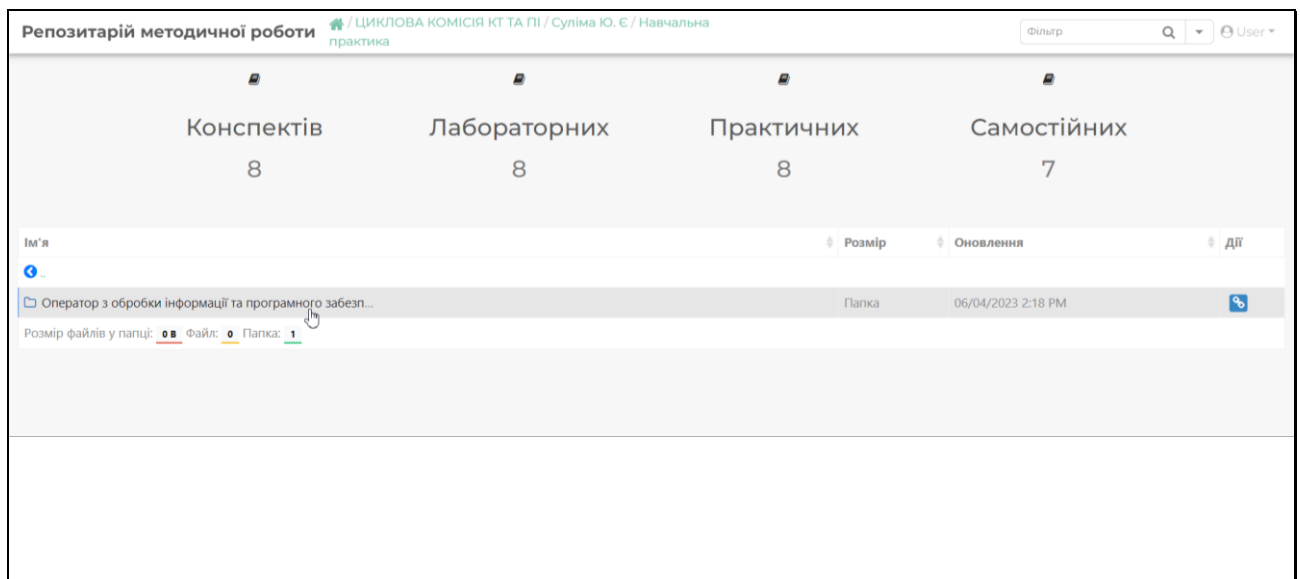 Репозитарій методичної роботи
/ ЦИКЛОВА КОМІСІЯ КТ ТА ПІ / Суліма Ю. Є / Навчальна
практика
Фільтр
User
Конспектів Лабораторних Практичних Самостійних
8 8 8 7
Ім'я Розмір Оновлення Дії
..
Оператор з обробки інформації та програмного забезп... Папка 06/04/2023 2:18 PM
Розмір файлів у папці: 0 B Файл: 0 Папка: 1